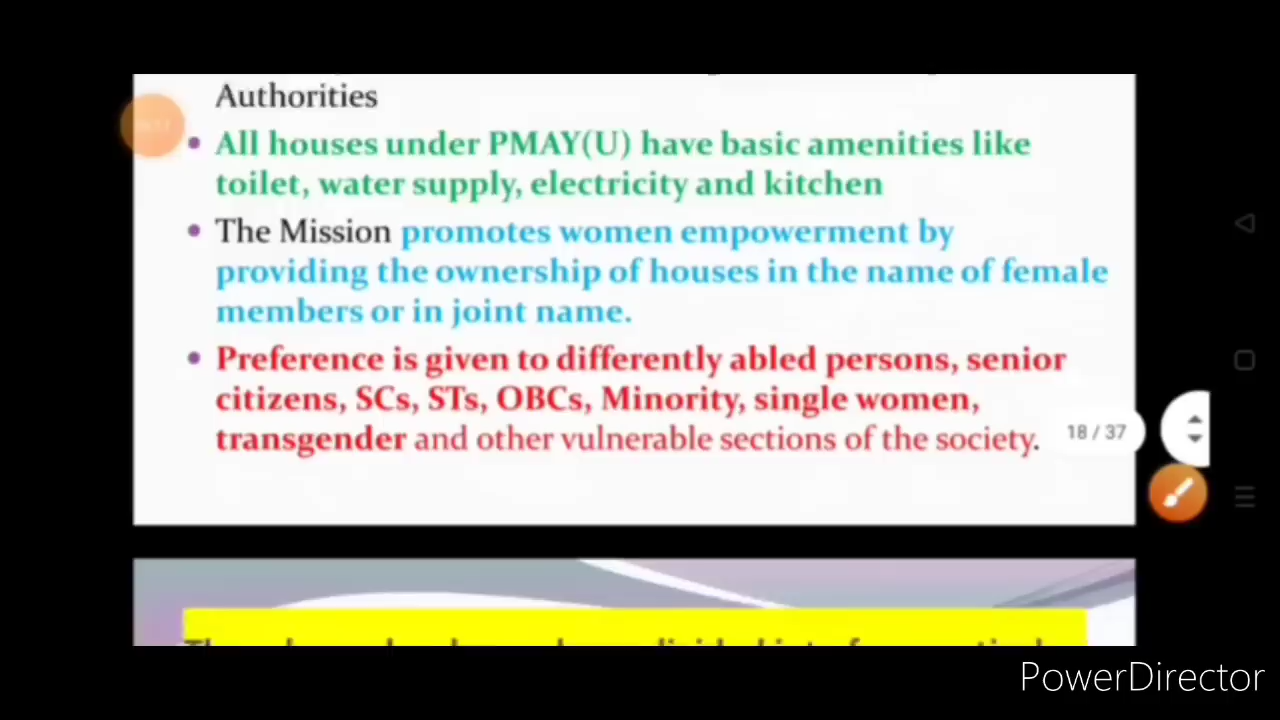 Authorities
• All houses under PMAY(U) have basic amenities like
toilet, water supply, electricity and kitchen
• The Mission promotes women empowerment by
providing the ownership of houses in the name of female
members or in joint name.
• Preference is given to differently abled persons, senior
citizens, SCs, STs, OBCs, Minority, single women,
transgender and other vulnerable sections of the society.
18 / 37
PowerDirector